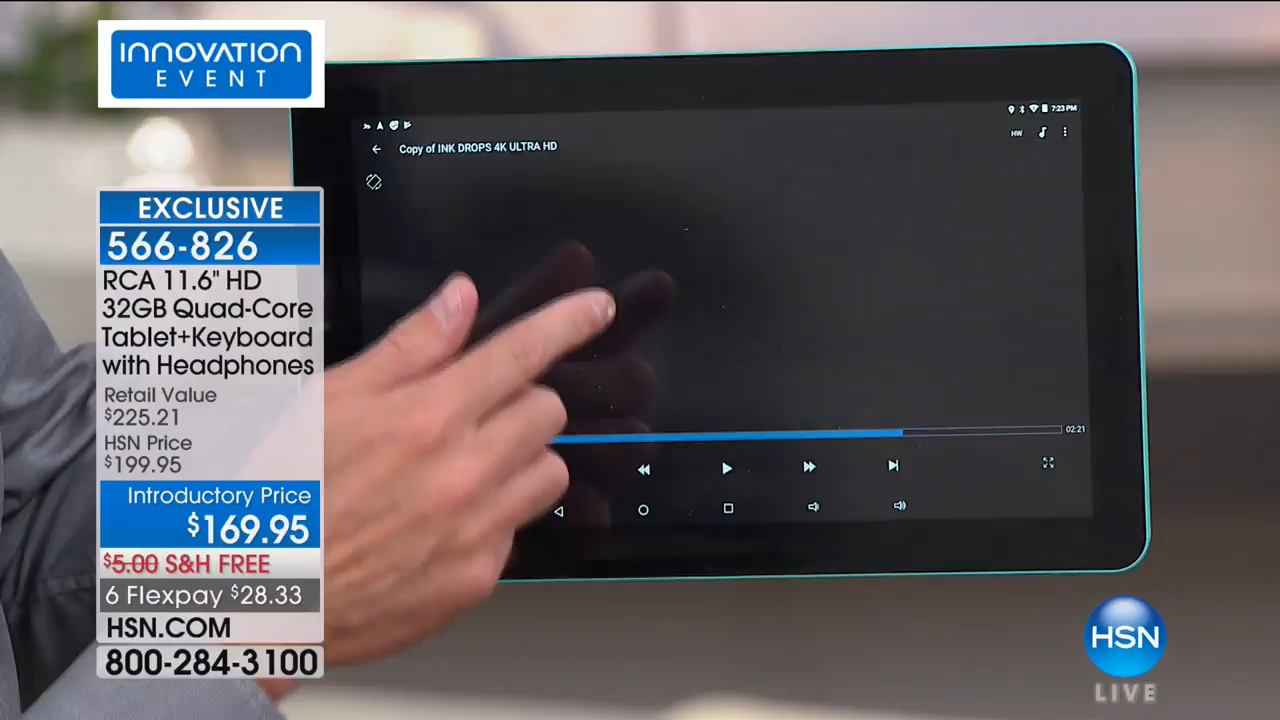 INNOVATION
EVENT
EXCLUSIVE
566-826
RCA 11.6" HD
32GB Quad-Core
Tablet+Keyboard
with Headphones
Retail Value
$225.21
HSN Price
$199.95
Introductory Price
$169.95
$5.00 S&H FREE
6 Flexpay $28.33
HSN.COM
800-284-3100
7:23 PM
Copy of INK DROPS 4K ULTRA HD
HW
02:21
HSN
LIVE